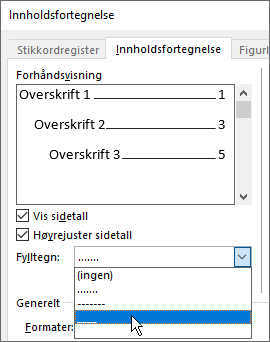 Innholdsfortegnelse
Stikkordregister Innholdsfortegnelse Figurl
Forhåndsvisning
Overskrift 1 1
Overskrift 2 3
Overskrift 3 5
Vis sidetall
Høyrejuster sidetall
Fylltegn: .......
(ingen)
.......
-------
Generelt
Formater: